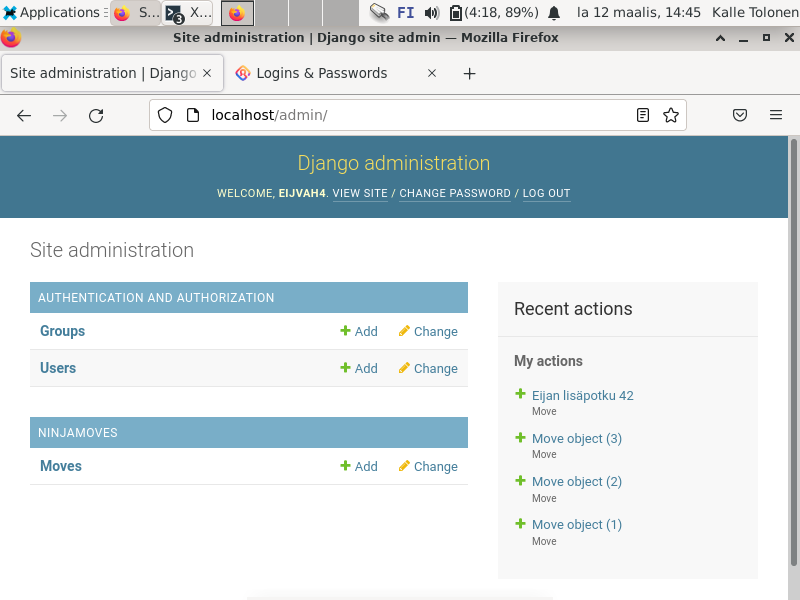 Applications S... 3 X... FI (4:18, 89%) la 12 maalis, 14:45 Kalle Tolonen
Site administration | Django site admin — Mozilla Firefox
Site administration | Django Logins & Passwords
localhost/admin/
Django administration
WELCOME, EIJVAH4. VIEW SITE / CHANGE PASSWORD / LOG OUT
Site administration
AUTHENTICATION AND AUTHORIZATION
Groups Add Change
Users Add Change
NINJAMOVES
Moves Add Change
Recent actions
My actions
Eijan lisäpotku 42
Move
Move object (3)
Move
Move object (2)
Move
Move object (1)
Move